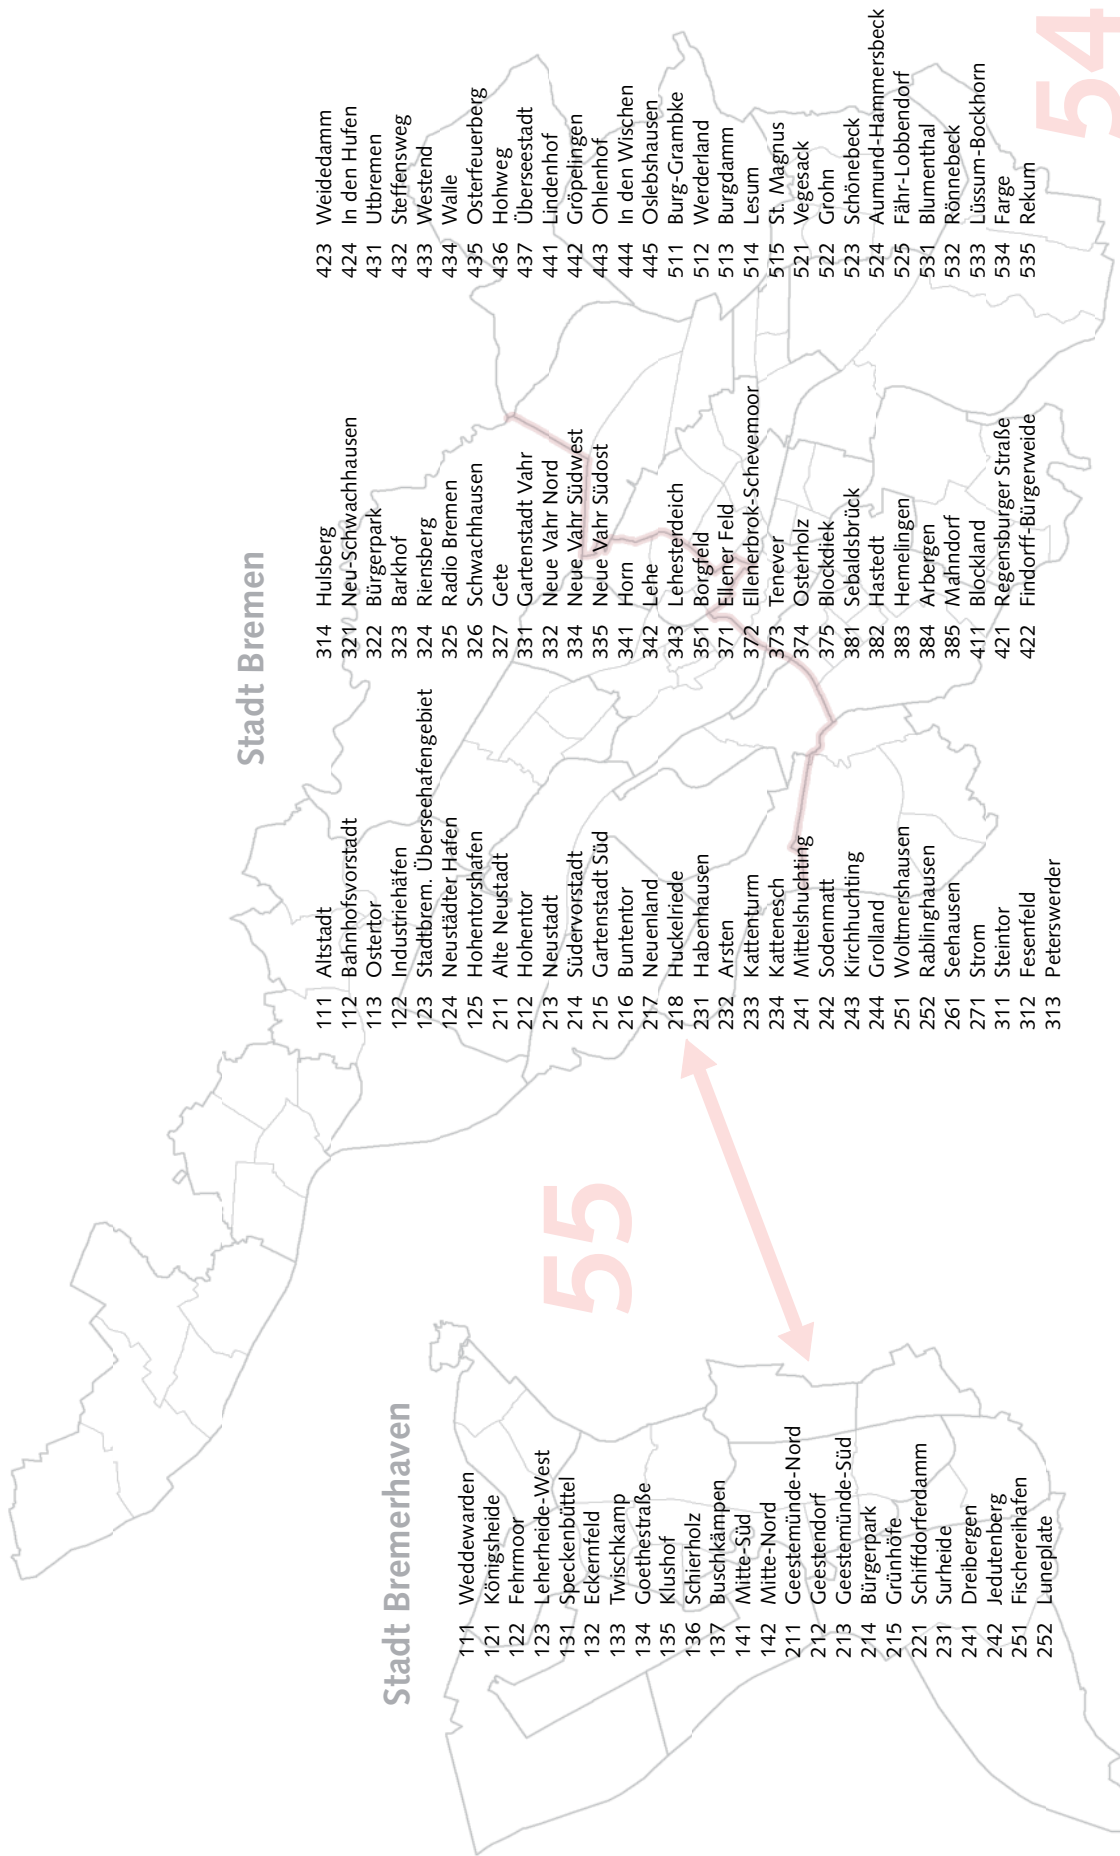 Stadt Bremerhaven
111 Weddewarden
121 Königsheide
122 Fehrmoor
123 Leherheide-West
131 Speckenbüttel
132 Eckernfeld
133 Twischkamp
134 Goethestraße
135 Klushof
136 Schierholz
137 Buschkämpen
141 Mitte-Süd
142 Mitte-Nord
211 Geestemünde-Nord
212 Geestendorf
213 Geestemünde-Süd
214 Bürgerpark
215 Grünhöfe
221 Schiffdorferdamm
231 Surheide
241 Dreibergen
242 Jedutenberg
251 Fischereihafen
252 Luneplate
55
Stadt Bremen
111 Altstadt
112 Bahnhofsvorstadt
113 Ostertor
122 Industriehäfen
123 Stadtbrem. Überseehafengebiet
124 Neustädter Hafen
125 Hohentorshafen
211 Alte Neustadt
212 Hohentor
213 Neustadt
214 Südervorstadt
215 Gartenstadt Süd
216 Buntentor
217 Neuenland
218 Huckelriede
231 Habenhausen
232 Arsten
233 Kattenturm
234 Kattenesch
241 Mittelshuchting
242 Sodenmatt
243 Kirchhuchting
244 Grolland
251 Woltmershausen
252 Rablinghausen
261 Seehausen
271 Strom
311 Steintor
312 Fesenfeld
313 Peterswerder
314 Hulsberg
321 Neu-Schwachhausen
322 Bürgerpark
323 Barkhof
324 Riensberg
325 Radio Bremen
326 Schwachhausen
327 Gete
331 Gartenstadt Vahr
332 Neue Vahr Nord
334 Neue Vahr Südwest
335 Neue Vahr Südost
341 Horn
342 Lehe
343 Lehesterdeich
351 Borgfeld
371 Ellener Feld
372 Ellenerbrok-Schevemoor
373 Tenever
374 Osterholz
375 Blockdiek
381 Sebaldsbrück
382 Hastedt
383 Hemelingen
384 Arbergen
385 Mahndorf
411 Blockland
421 Regensburger Straße
422 Findorff-Bürgerweide
423 Weidedamm
424 In den Hufen
431 Utbremen
432 Steffensweg
433 Westend
434 Walle
435 Osterfeuerberg
436 Hohweg
437 Überseestadt
441 Lindenhof
442 Gröpelingen
443 Ohlenhof
444 In den Wischen
445 Oslebshausen
511 Burg-Grambke
512 Werderland
513 Burgdamm
514 Lesum
515 St. Magnus
521 Vegesack
522 Grohn
523 Schönebeck
524 Aumund-Hammersbeck
525 Fähr-Lobbendorf
531 Blumenthal
532 Rönnebeck
533 Lüssum-Bockhorn
534 Farge
535 Rekum
54